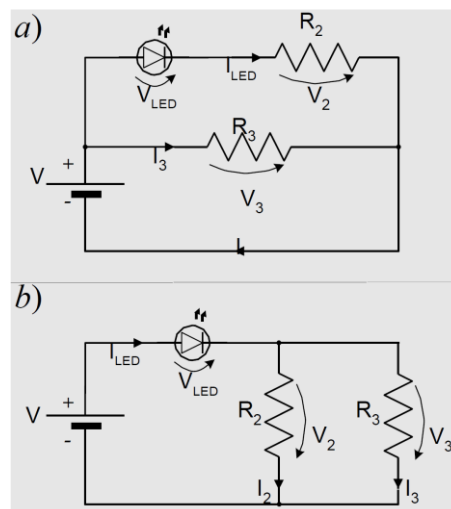 a)
R2
ILED
VLED
V2
R3
I3
V3
V
+
-
I
b)
ILED
VLED
V
+
-
R2
V2
R3
V3
I2
I3